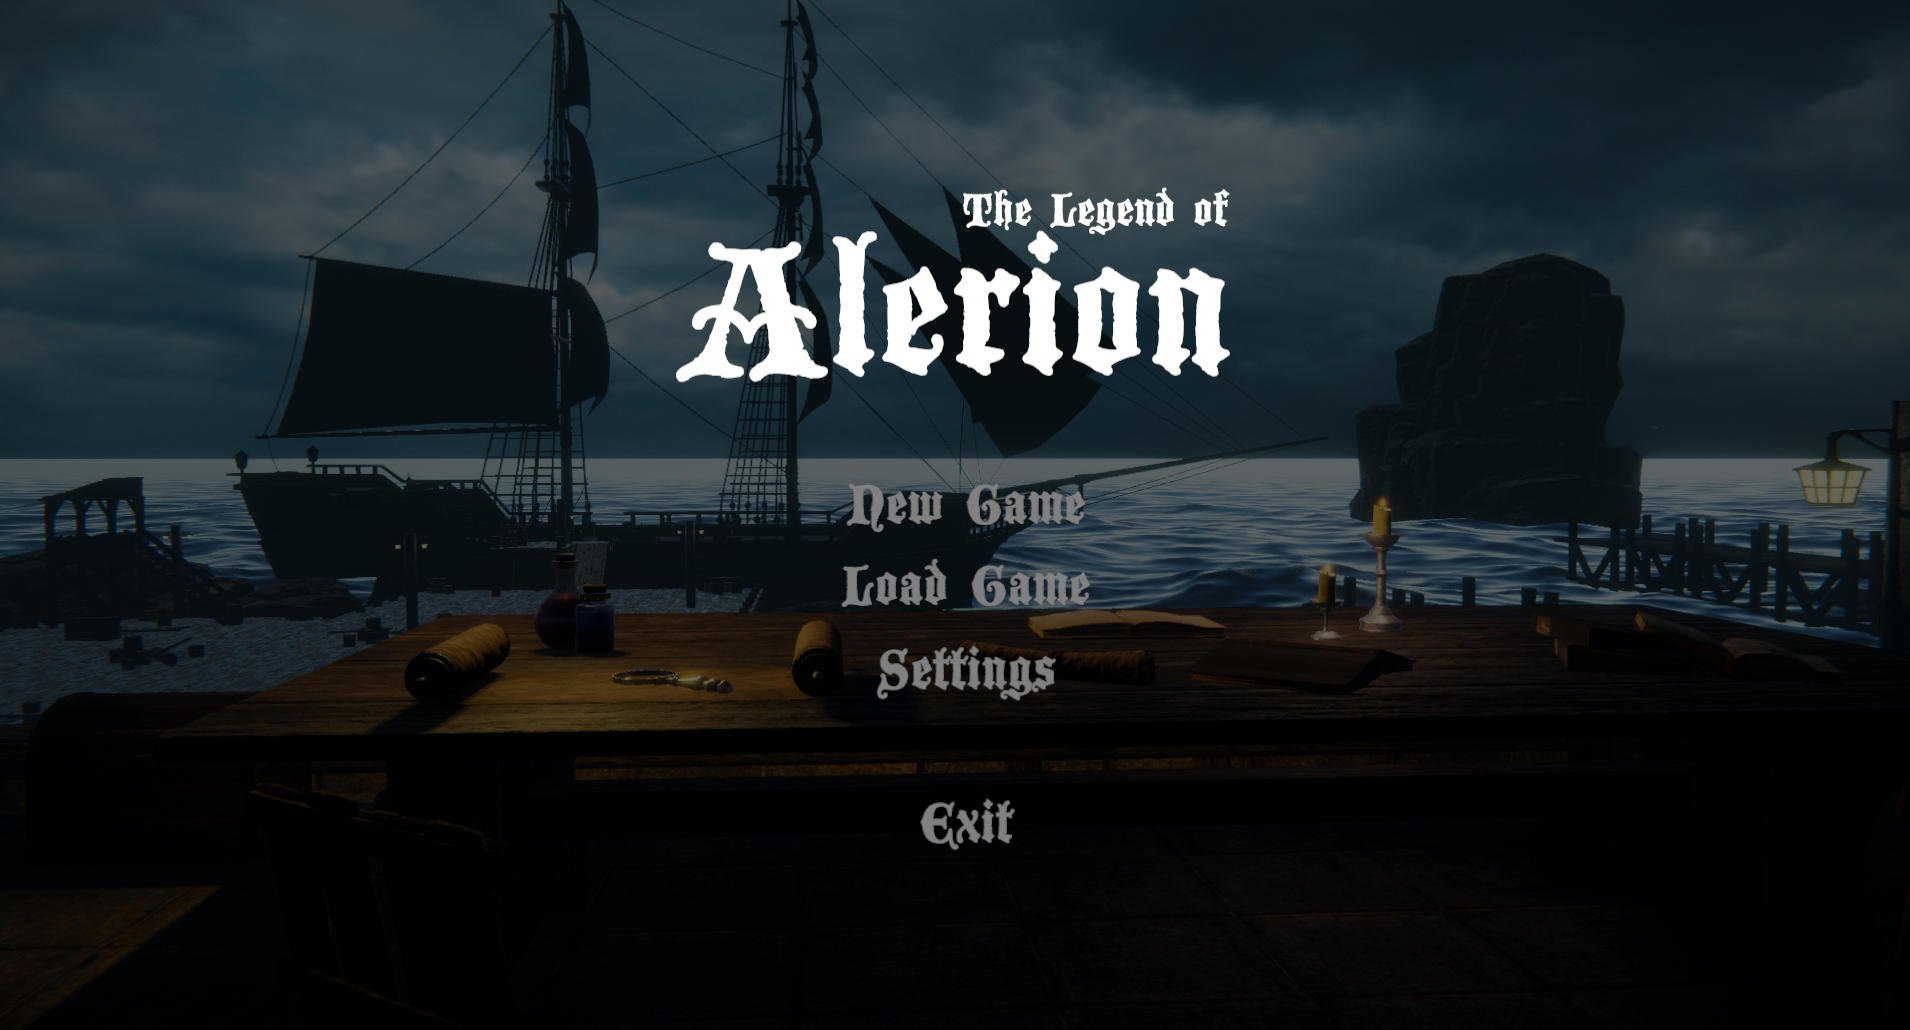 The Legend of
Alerion
New Game
Load Game
Settings
Exit